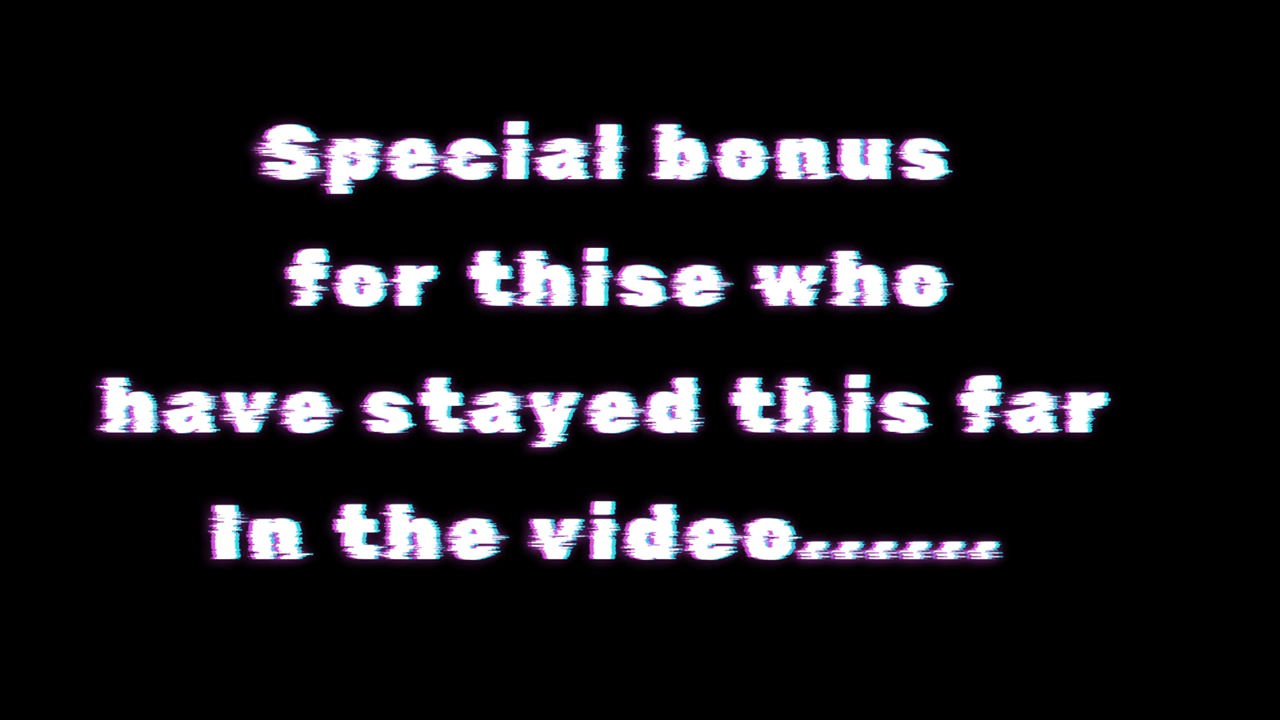 Special bonus
for thise who
have stayed this far
in the video.......